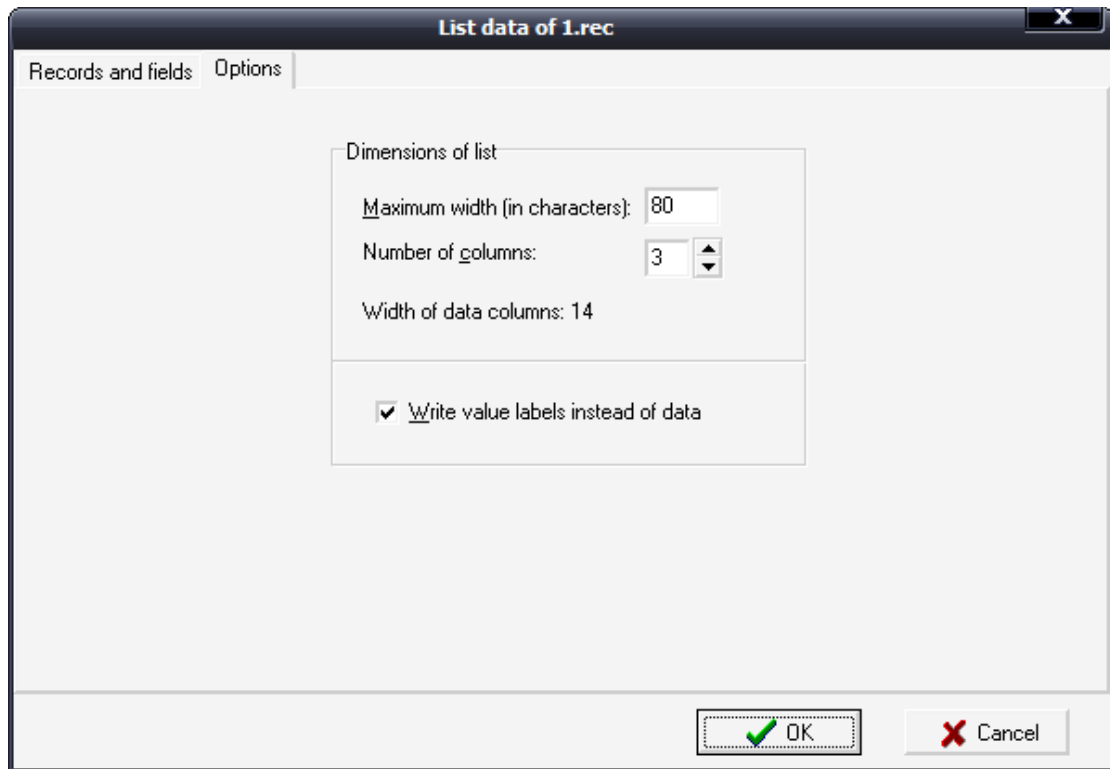 List data of 1.rec
X
Records and fields
Options
Dimensions of list
Maximum width (in characters): 80
Number of columns: 3
Width of data columns: 14
Write value labels instead of data
OK
Cancel